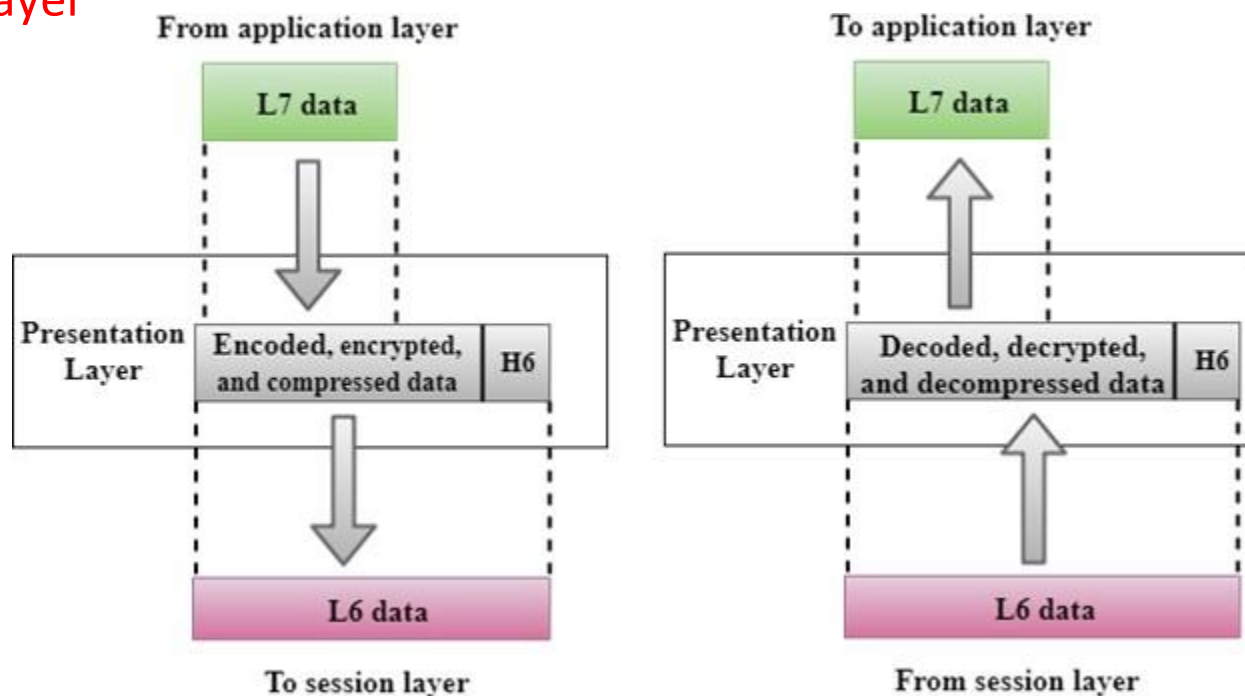 ayer
From application layer
L7 data
Presentation
Layer
Encoded, encrypted,
and compressed data
H6
L6 data
To session layer
To application layer
L7 data
Presentation
Layer
Decoded, decrypted,
and decompressed data
H6
L6 data
From session layer